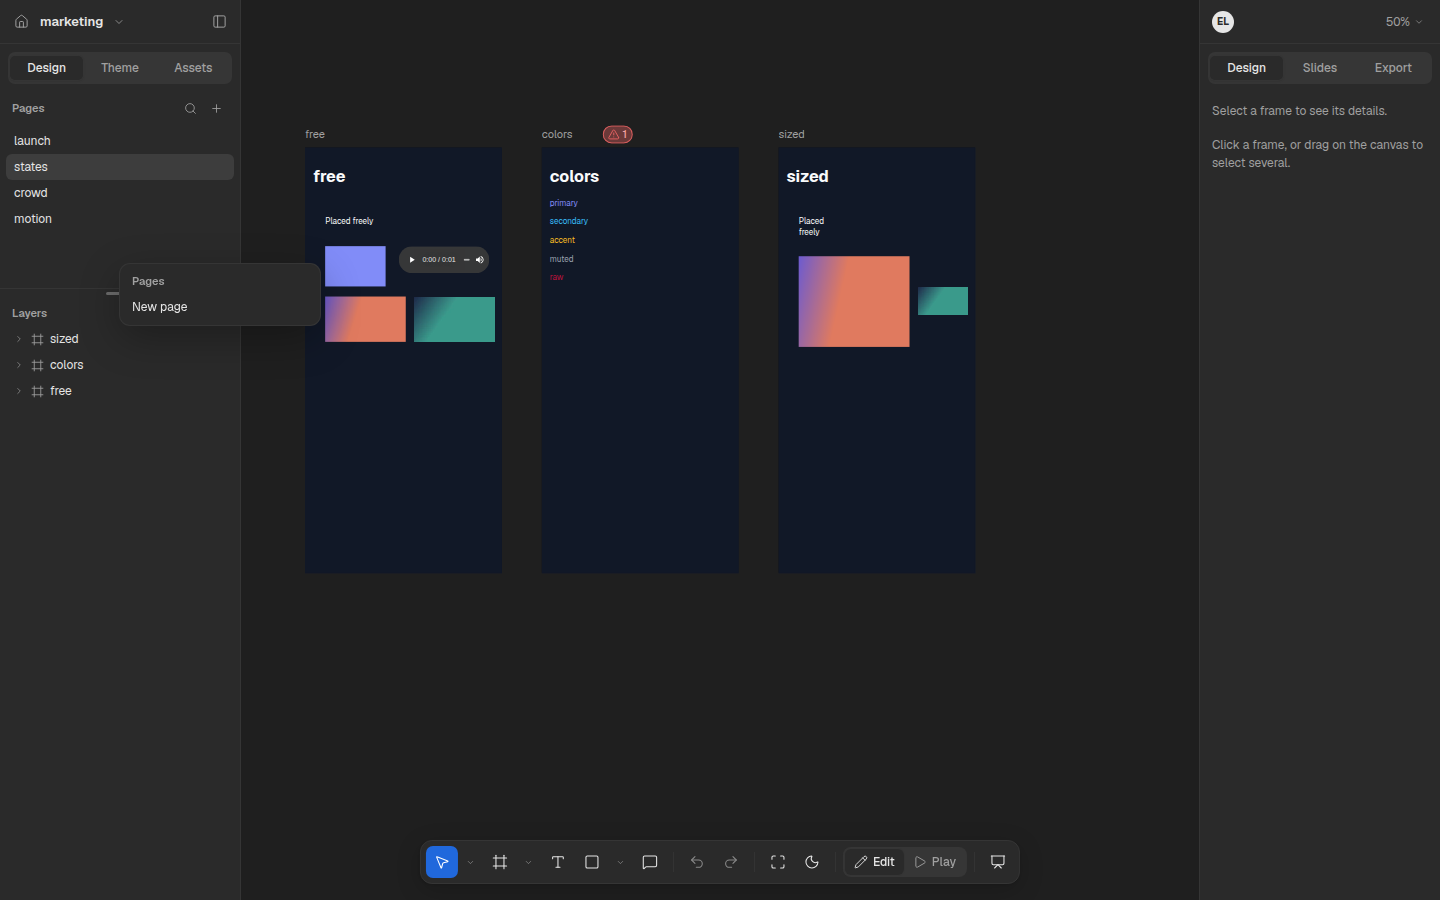 marketing
EL
50%
Design
Theme
Assets
Design
Slides
Export
Pages
Select a frame to see its details.
Click a frame, or drag on the canvas to
select several.
launch
states
crowd
motion
Pages
New page
Layers
sized
colors
free
free
free
Placed freely
0:00 / 0:01
colors
1
colors
primary
secondary
accent
muted
raw
sized
sized
Placed
freely
Edit
Play